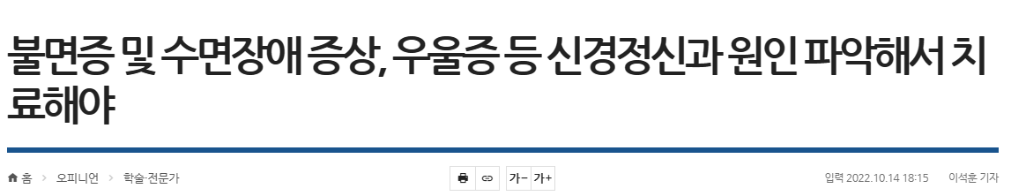 불면증 및 수면장애 증상, 우울증 등 신경정신과 원인 파악해서 치
료해야
홈 > 오피니언 > 학술·전문가 가- 가+ 입력 2022.10.14 18:15 이석훈 기자